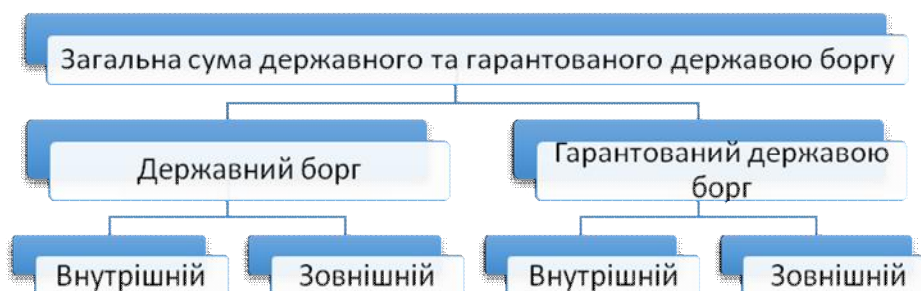 Загальна сума державного та гарантованого державою боргу
Державний борг
Гарантований державою
борг
Внутрішній
Зовнішній
Внутрішній
Зовнішній